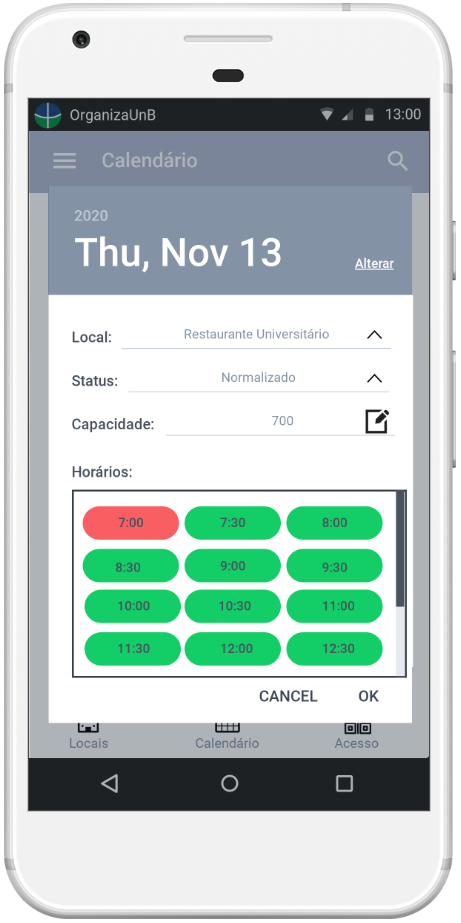 OrganizaUnB 13:00
Calendário
2020
Thu, Nov 13
Alterar
Local: Restaurante Universitário
Status: Normalizado
Capacidade: 700
Horários:
7:00 7:30 8:00
8:30 9:00 9:30
10:00 10:30 11:00
11:30 12:00 12:30
CANCEL OK
Locais Calendário Acesso